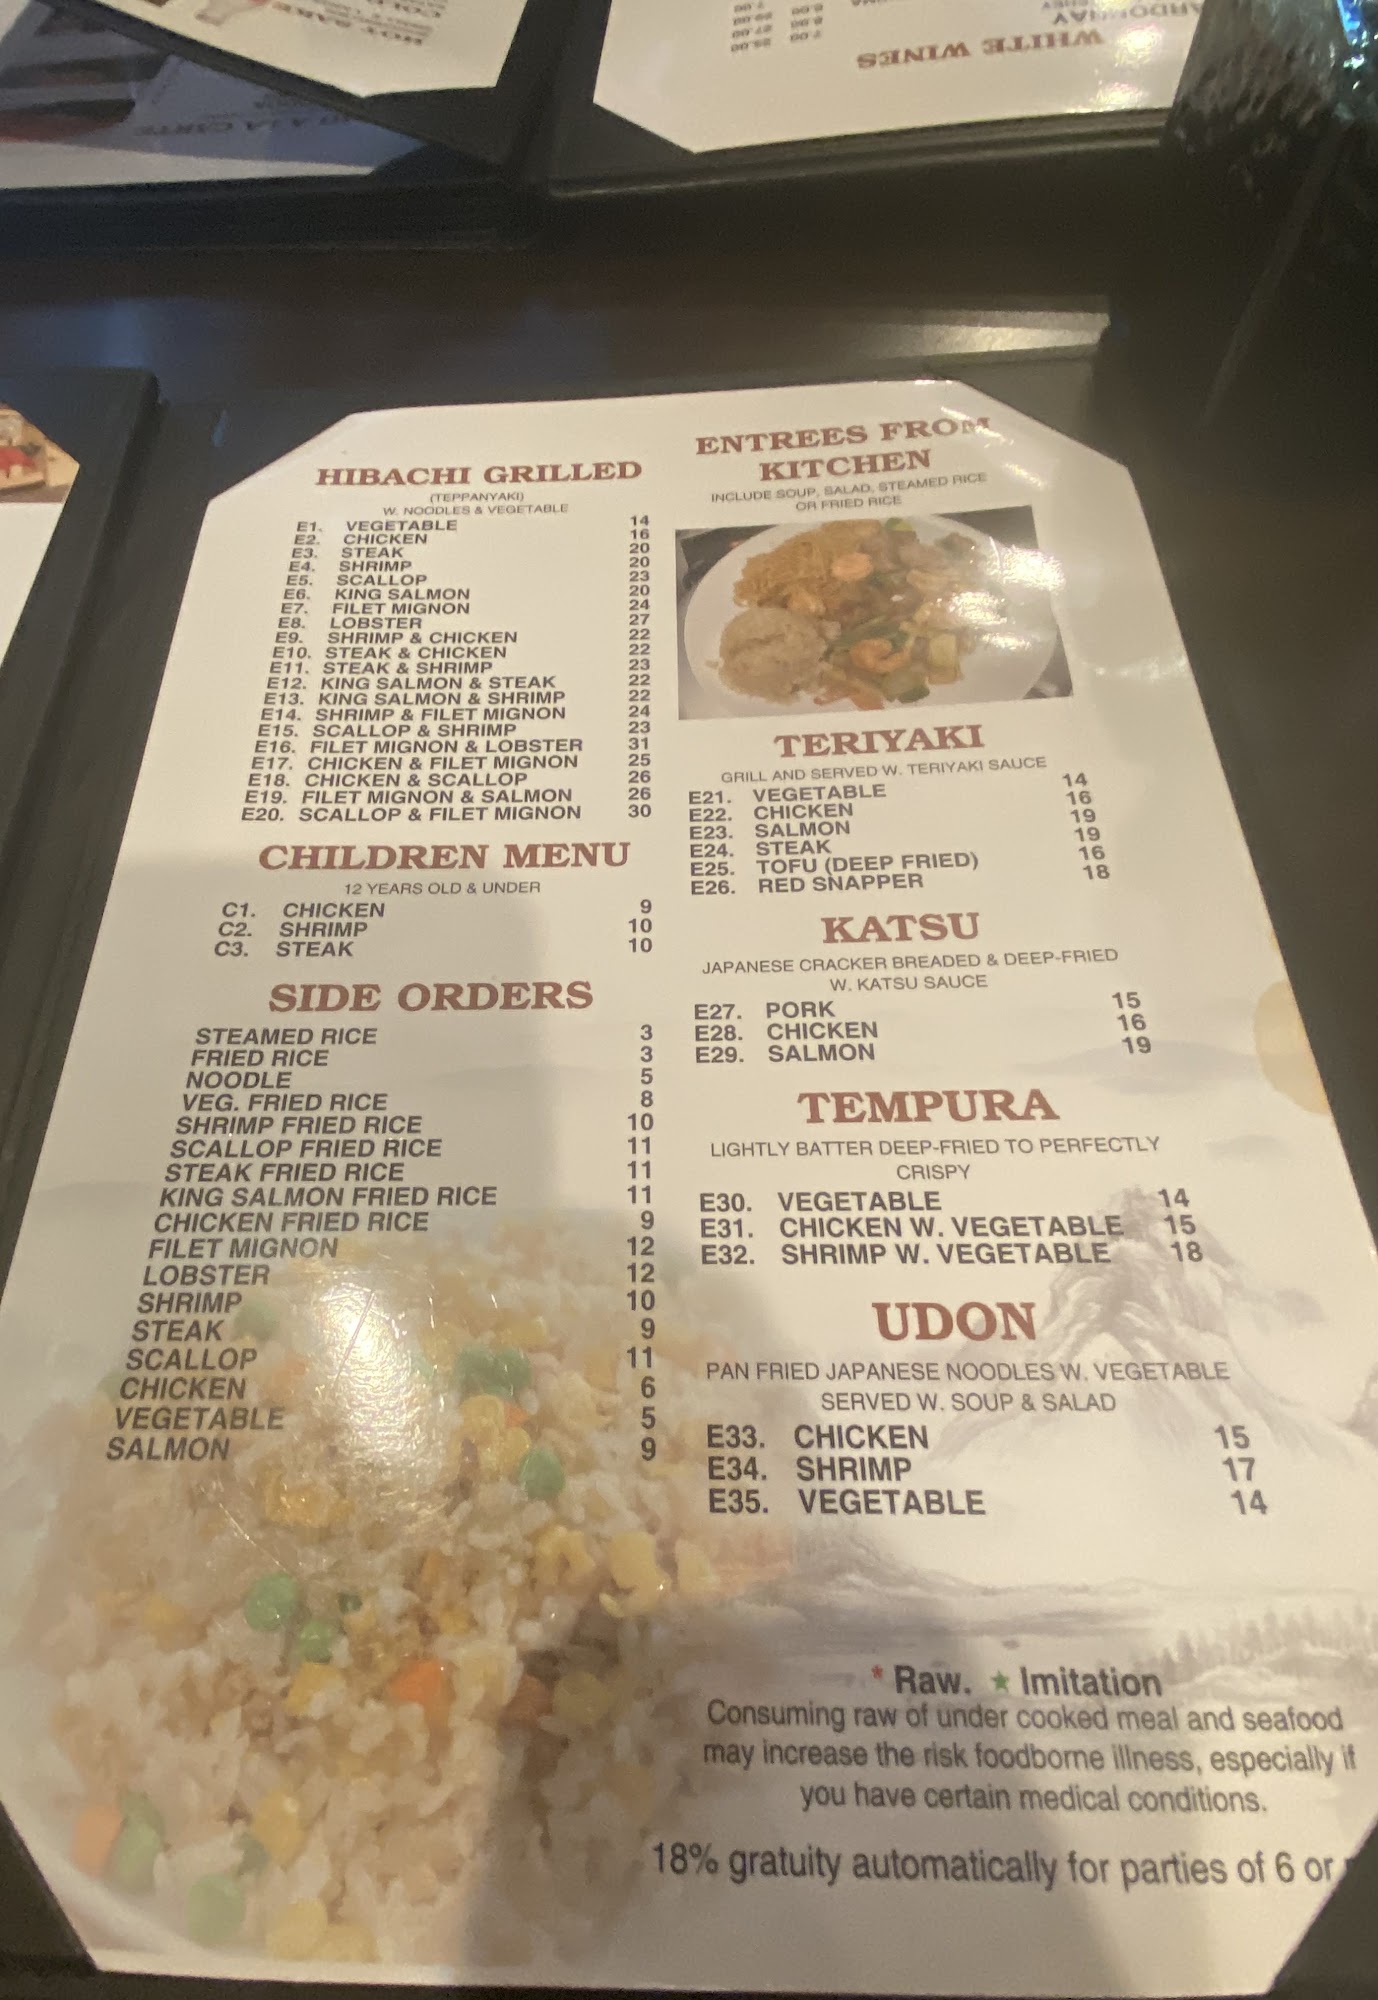 HOT SAKE
WHITE WINES
HIBACHI GRILLED
(TEPPANYAKI)
W. NOODLES & VEGETABLE
E1. VEGETABLE 14
E2. CHICKEN 16
E3. STEAK 20
E4. SHRIMP 20
E5. SCALLOP 23
E6. KING SALMON 20
E7. FILET MIGNON 24
E8. LOBSTER 27
E9. SHRIMP & CHICKEN 22
E10. STEAK & CHICKEN 22
E11. STEAK & SHRIMP 23
E12. KING SALMON & STEAK 22
E13. KING SALMON & SHRIMP 22
E14. SHRIMP & FILET MIGNON 24
E15. SCALLOP & SHRIMP 23
E16. FILET MIGNON & LOBSTER 31
E17. CHICKEN & FILET MIGNON 25
E18. CHICKEN & SCALLOP 26
E19. FILET MIGNON & SALMON 26
E20. SCALLOP & FILET MIGNON 30
CHILDREN MENU
12 YEARS OLD & UNDER
C1. CHICKEN 9
C2. SHRIMP 10
C3. STEAK 10
SIDE ORDERS
STEAMED RICE 3
FRIED RICE 3
NOODLE 5
VEG. FRIED RICE 8
SHRIMP FRIED RICE 10
SCALLOP FRIED RICE 11
STEAK FRIED RICE 11
KING SALMON FRIED RICE 11
CHICKEN FRIED RICE 9
FILET MIGNON 12
LOBSTER 12
SHRIMP 10
STEAK 9
SCALLOP 11
CHICKEN 6
VEGETABLE 5
SALMON 9
ENTREES FROM
KITCHEN
INCLUDE SOUP, SALAD, STEAMED RICE
OR FRIED RICE
TERIYAKI
GRILL AND SERVED W. TERIYAKI SAUCE
E21. VEGETABLE 14
E22. CHICKEN 16
E23. SALMON 19
E24. STEAK 19
E25. TOFU (DEEP FRIED) 16
E26. RED SNAPPER 18
KATSU
JAPANESE CRACKER BREADED & DEEP-FRIED
W. KATSU SAUCE
E27. PORK 15
E28. CHICKEN 16
E29. SALMON 19
TEMPURA
LIGHTLY BATTER DEEP-FRIED TO PERFECTLY
CRISPY
E30. VEGETABLE 14
E31. CHICKEN W. VEGETABLE 15
E32. SHRIMP W. VEGETABLE 18
UDON
PAN FRIED JAPANESE NOODLES W. VEGETABLE
SERVED W. SOUP & SALAD
E33. CHICKEN 15
E34. SHRIMP 17
E35. VEGETABLE 14
* Raw. ★ Imitation
Consuming raw of under cooked meal and seafood
may increase the risk foodborne illness, especially if
you have certain medical conditions.
18% gratuity automatically for parties of 6 or